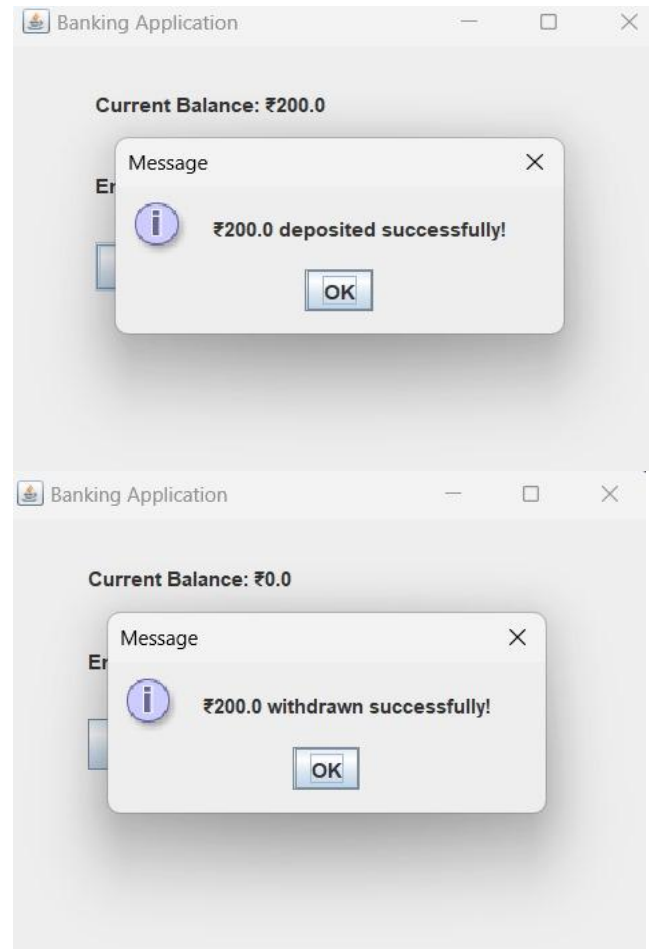 Banking Application
Current Balance: ₹200.0
Message
₹200.0 deposited successfully!
OK
Banking Application
Current Balance: ₹0.0
Message
₹200.0 withdrawn successfully!
OK